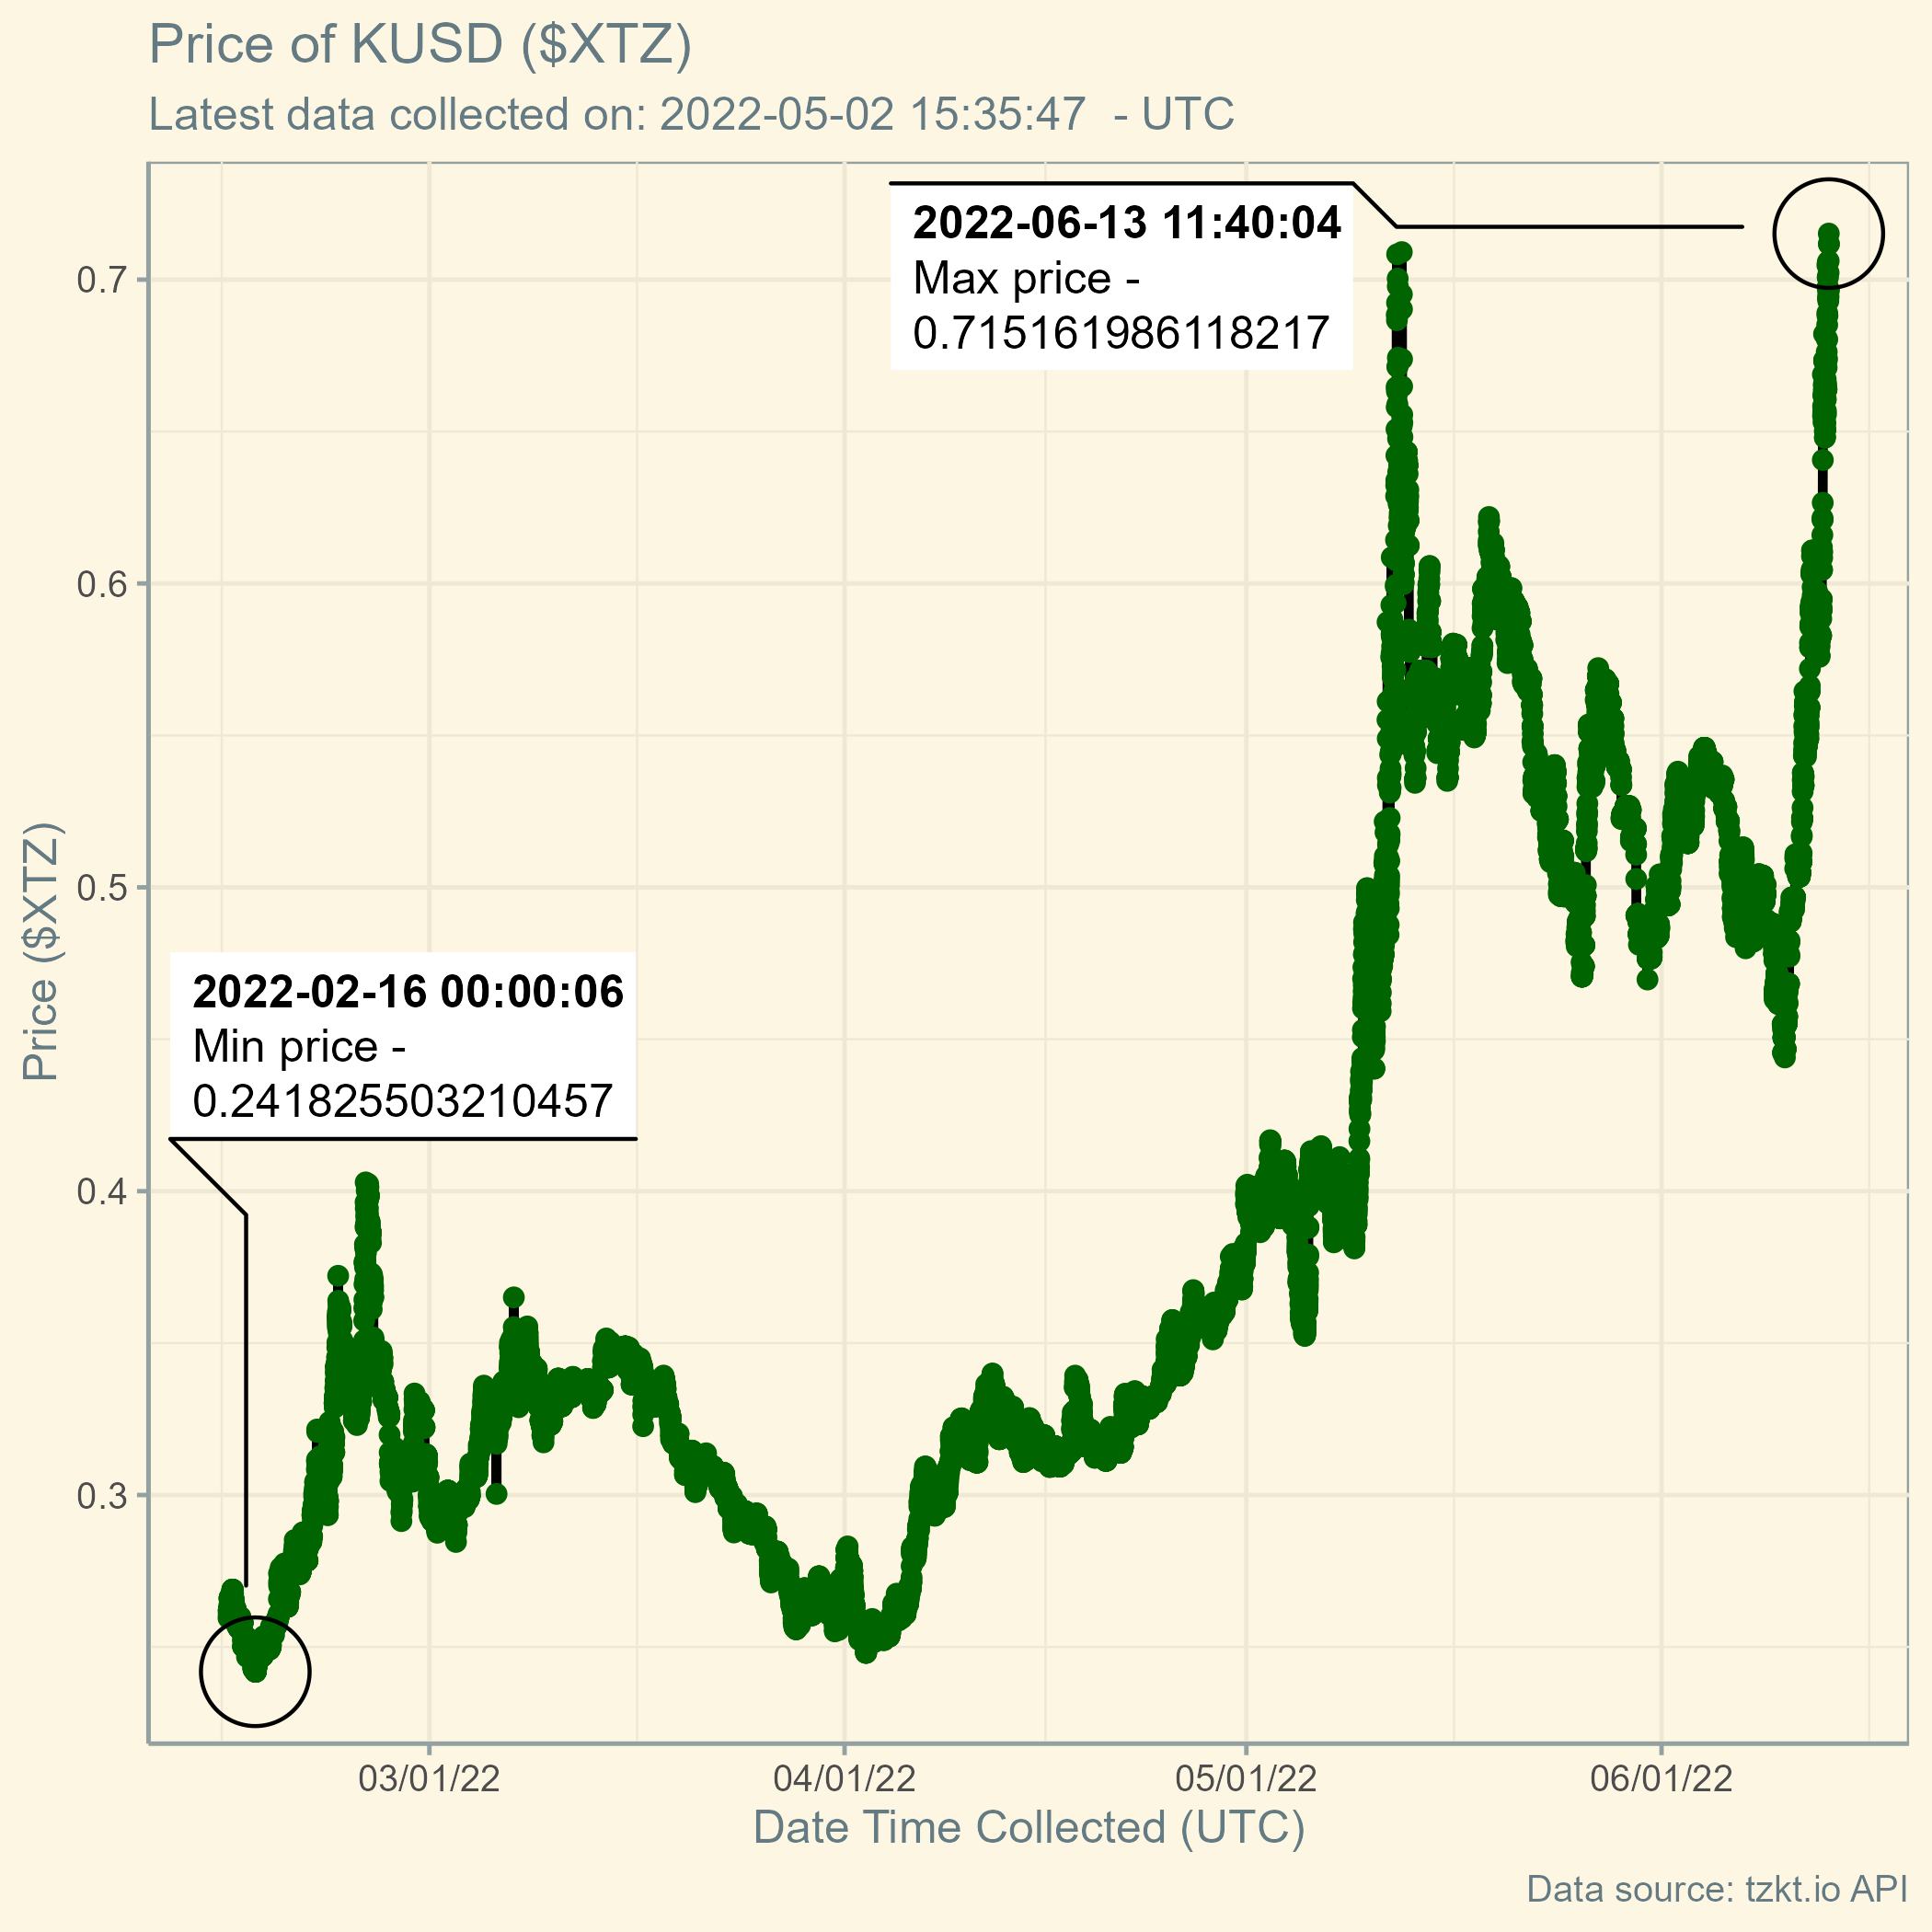 Price of KUSD ($XTZ)
Latest data collected on: 2022-05-02 15:35:47  - UTC
2022-06-13 11:40:04
Max price -
0.715161986118217
2022-02-16 00:00:06
Min price -
0.241825503210457
Price ($XTZ)
0.7
0.6
0.5
0.4
0.3
03/01/22
04/01/22
05/01/22
06/01/22
Date Time Collected (UTC)
Data source: tzkt.io API